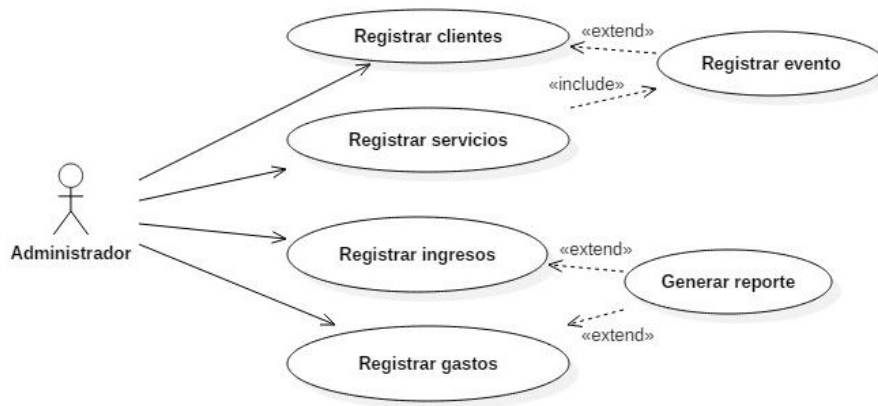 Registrar clientes
«extend»
Registrar evento
«include»
Registrar servicios
Administrador
Registrar ingresos
«extend»
Generar reporte
«extend»
Registrar gastos